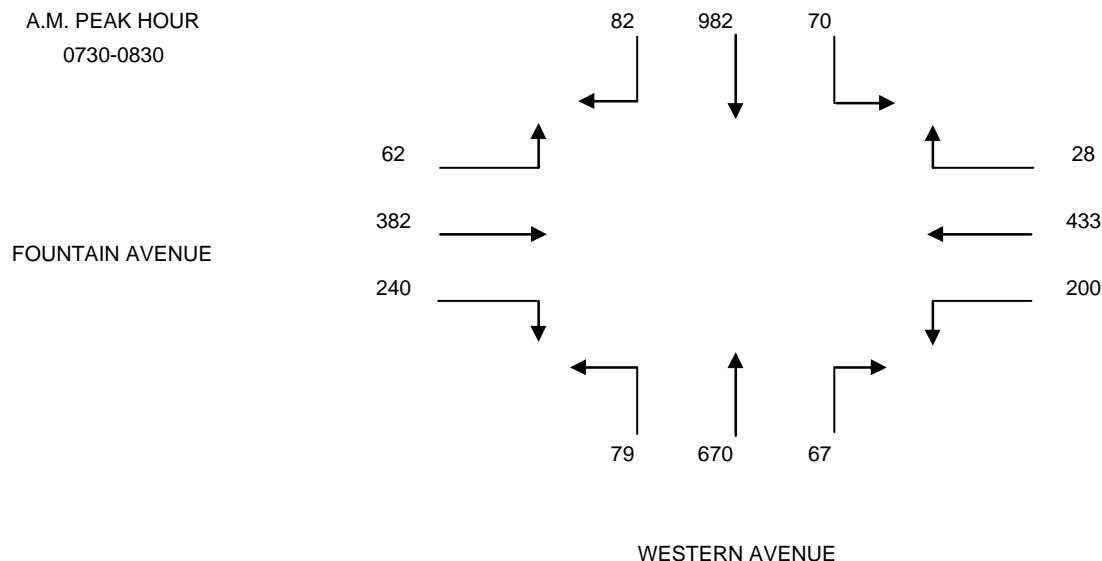 A.M. PEAK HOUR
82 982 70
0730-0830
62 28
382 433
FOUNTAIN AVENUE
240 200
79 670 67
WESTERN AVENUE